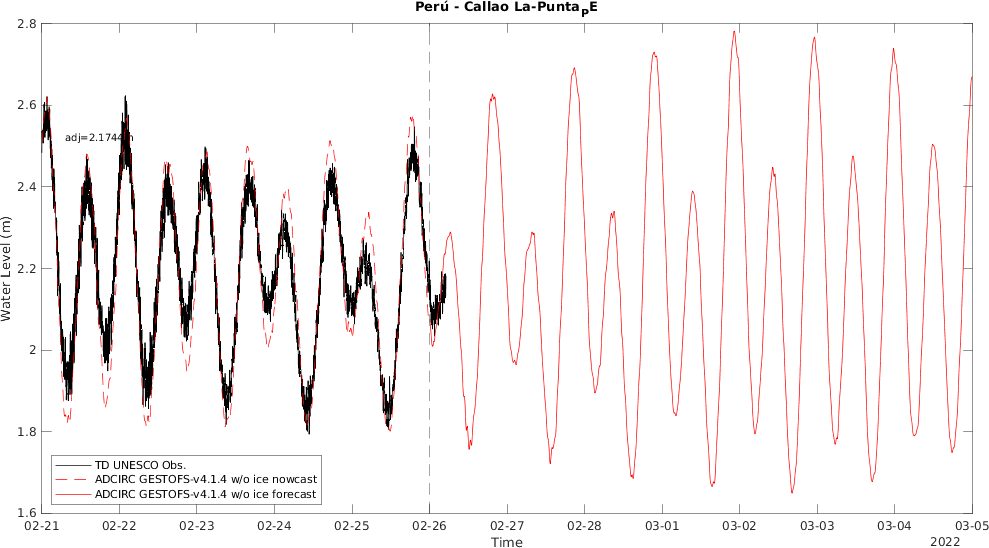 Perú - Callao La-PuntaPE
2.8
2.6
2.4
2.2
2
1.8
1.6
Water Level (m)
adj=2.1744m
TD UNESCO Obs.
ADCIRC GESTOFS-v4.1.4 w/o ice nowcast
ADCIRC GESTOFS-v4.1.4 w/o ice forecast
02-21 02-22 02-23 02-24 02-25 02-26 02-27 02-28 03-01 03-02 03-03 03-04 03-05
Time
2022